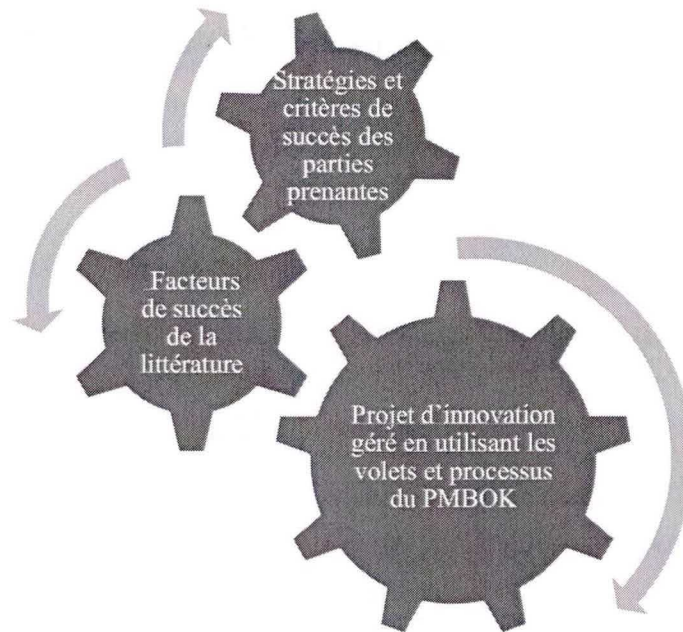 Stratégies et
critères de
succès des
parties
prenantes
Facteurs
de succès
de la
littérature
Projet d'innovation
géré en utilisant les
volets et processus
du PMBOK